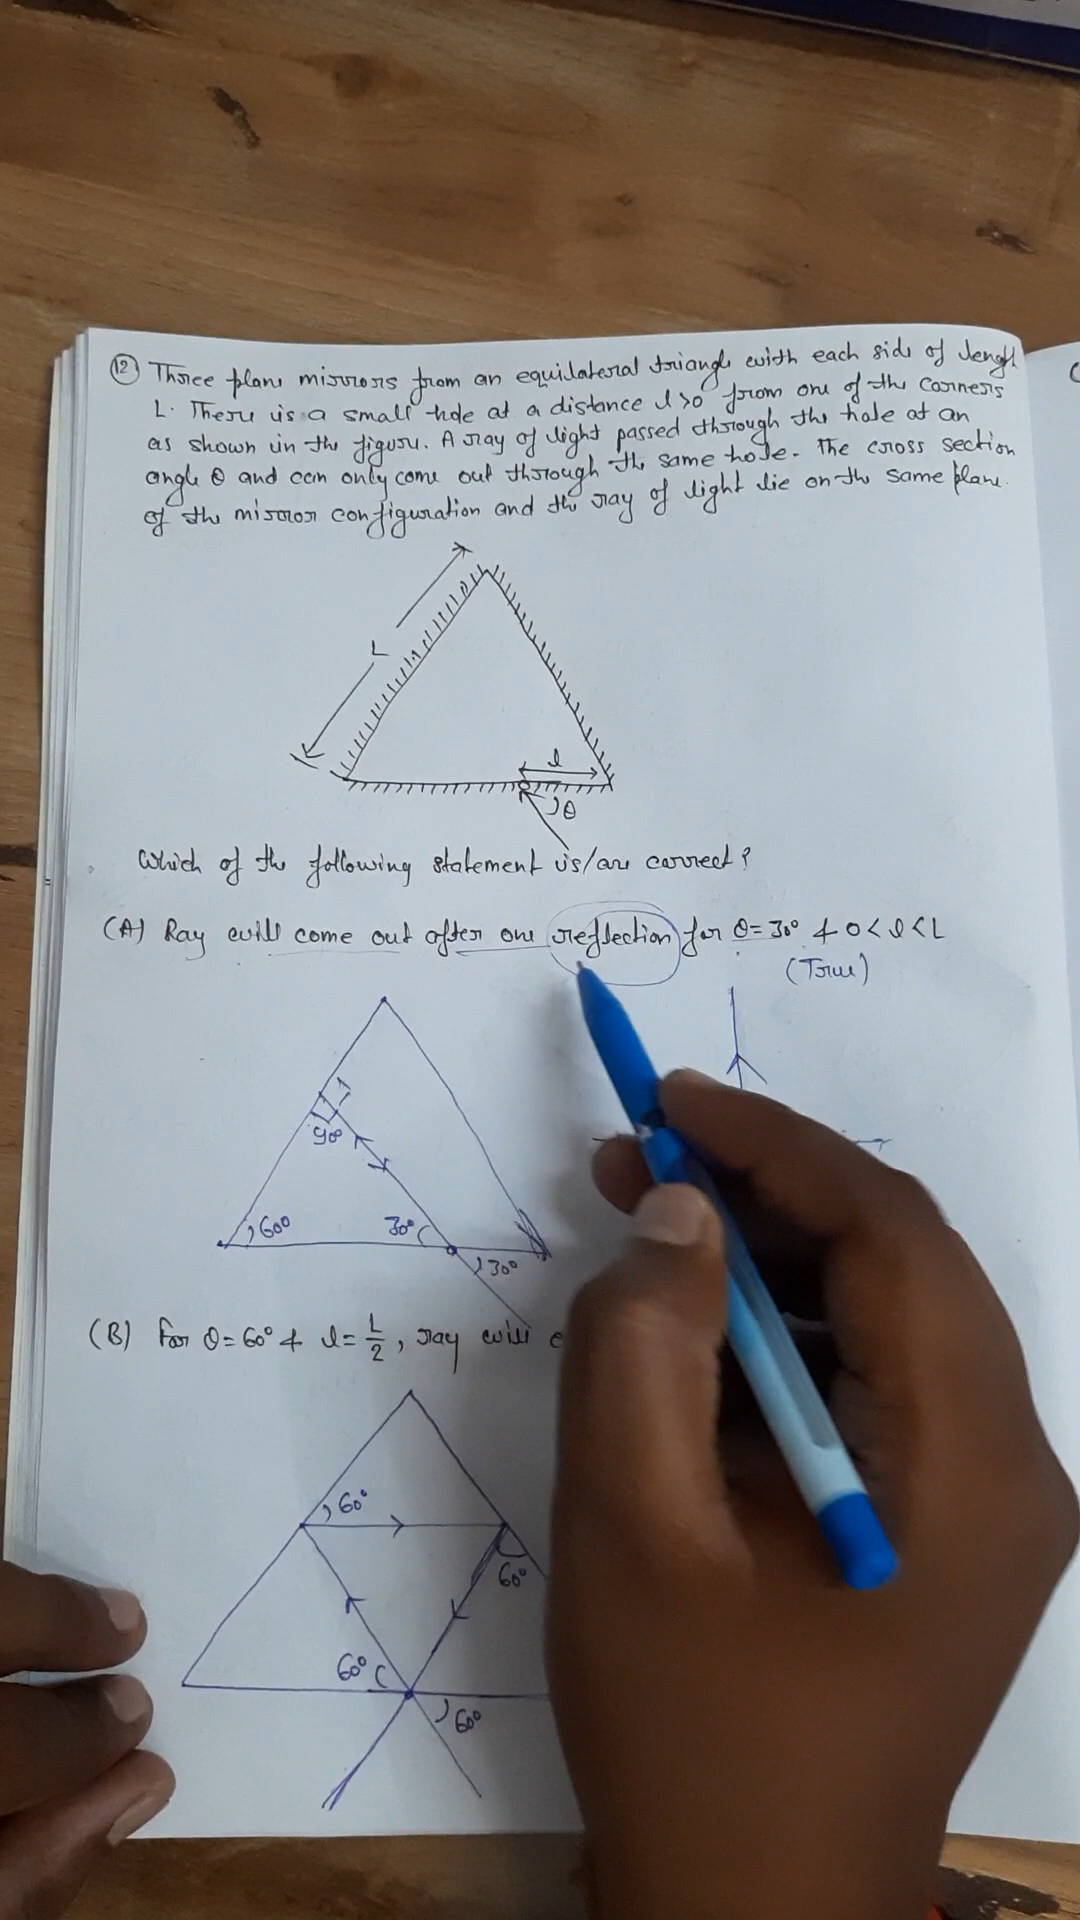 12 Three plane mirrors from an equilateral triangle with each side of lengh
L. There is a small hole at a distance l>0 from one of the carners
as shown in the figure. A ray of light passed through the hole at an
angle θ and can only come out through the same hole. The cross section
of the mirror configuration and the ray of light lie on the same plane.
L
l
θ
Which of the following statement is/are correct?
(A) Ray will come out after one reflection for θ=30° & 0<l<L
(True)
90°
60°
30°
30°
(B) For θ=60° & l=L/2, ray will
60°
60°
60°
60°